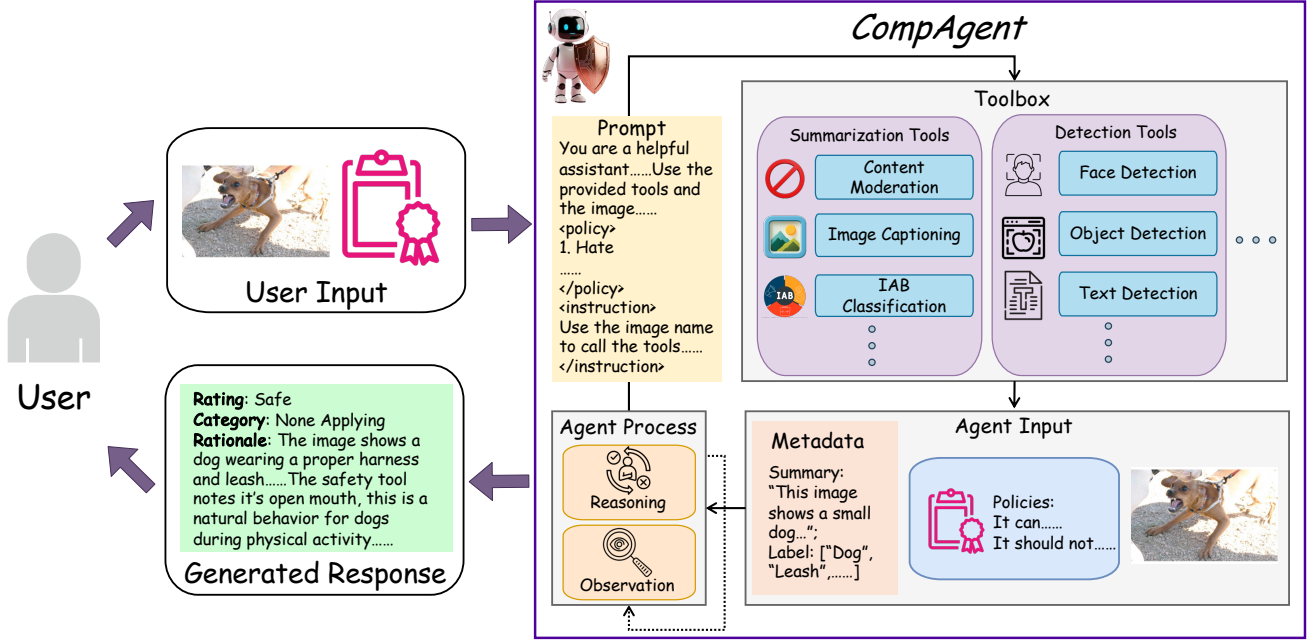 CompAgent
User
User Input
Prompt
You are a helpful
assistant......Use the
provided tools and
the image......
<policy>
1. Hate
......
</policy>
<instruction>
Use the image name
to call the tools......
</instruction>
Toolbox
Summarization Tools
Content
Moderation
Image Captioning
IAB
IAB
Classification
Detection Tools
Face Detection
Object Detection
T
Text Detection
Agent Process
Reasoning
Observation
Agent Input
Metadata
Summary:
“This image
shows a small
dog...”;
Label: [“Dog”,
“Leash”,......]
Policies:
It can......
It should not......
Rating: Safe
Category: None Applying
Rationale: The image shows a
dog wearing a proper harness
and leash......The safety tool
notes it’s open mouth, this is a
natural behavior for dogs
during physical activity......
Generated Response